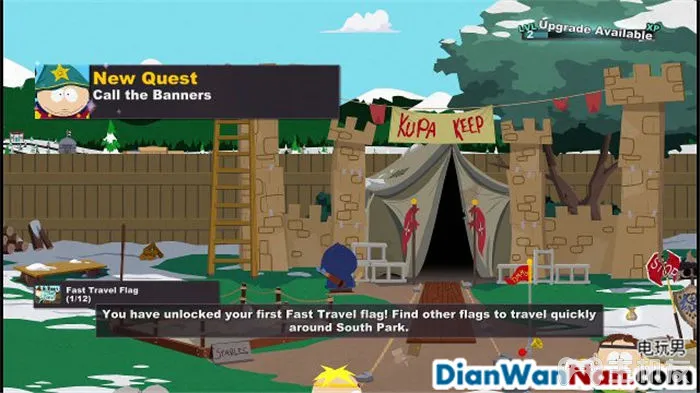 LVL
2
Upgrade Available
XP
New Quest
Call the Banners
KUPA KEEP
Fast Travel Flag
(1/12)
STOP
You have unlocked your first Fast Travel flag! Find other flags to travel quickly
around South Park.
STABLES
电玩男
DianWanNan.com